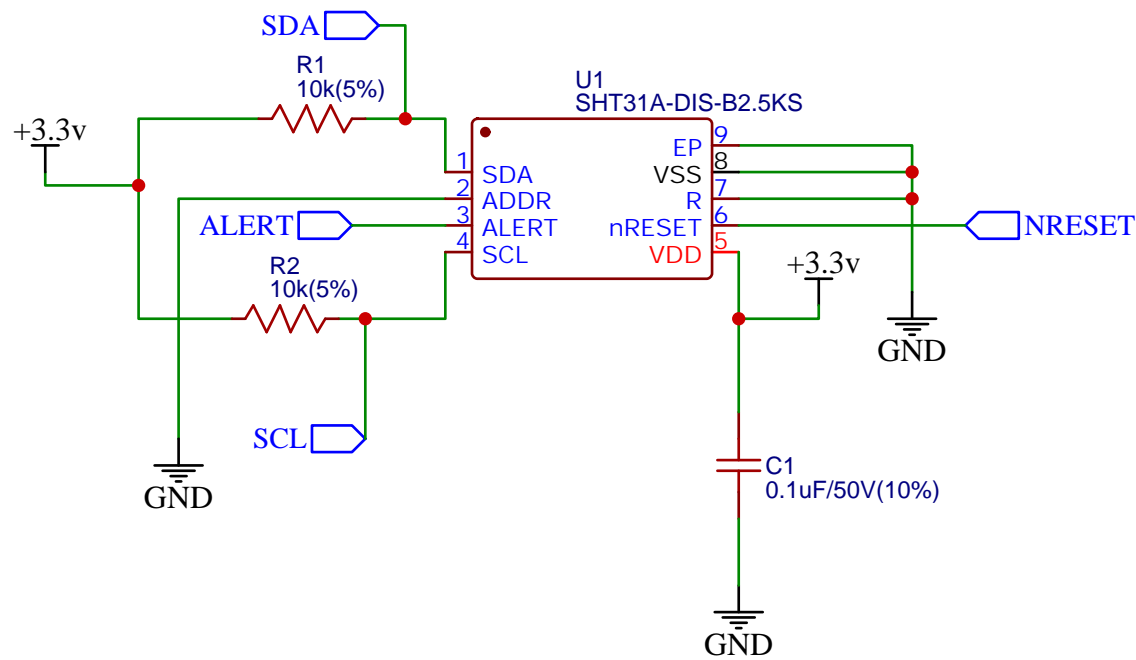 SDA
R1
10k(5%)
U1
SHT31A-DIS-B2.5KS
+3.3v
1
SDA
2
ADDR
3
ALERT
4
SCL
9
EP
8
VSS
7
R
6
nRESET
5
VDD
ALERT
NRESET
R2
10k(5%)
+3.3v
GND
SCL
GND
C1
0.1uF/50V(10%)
GND